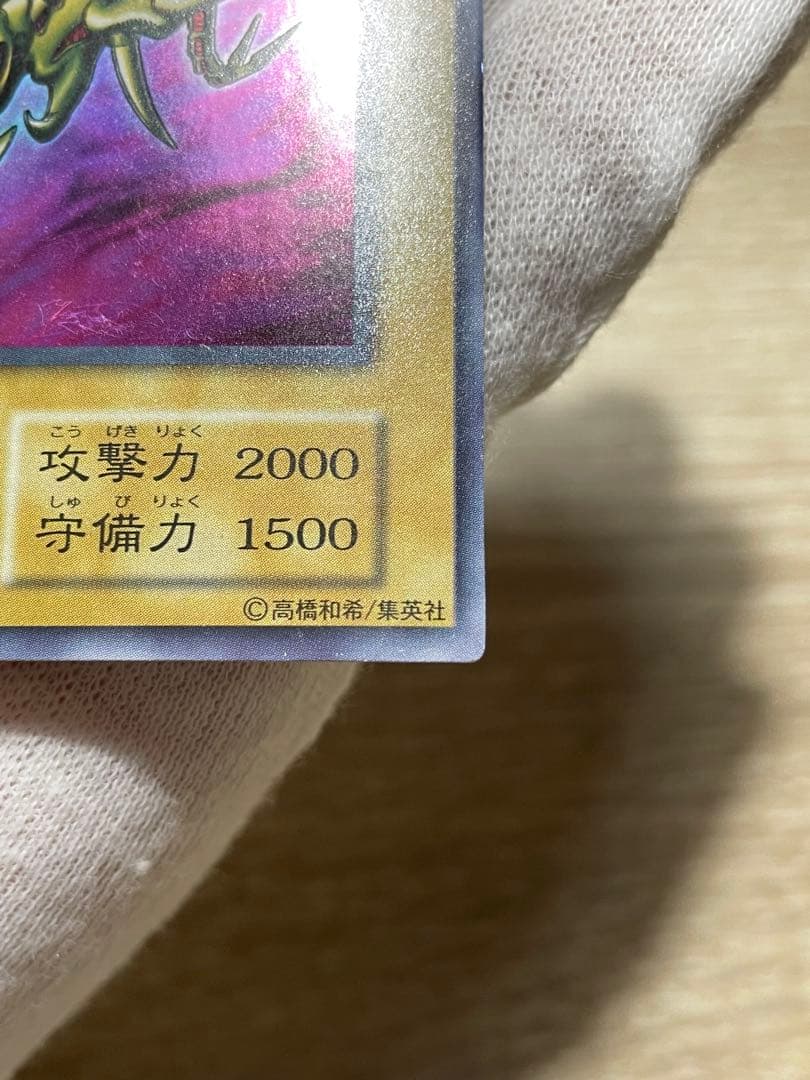 こう げき りょく
攻撃力 2000
しゅ び りょく
守備力 1500
©高橋和希/集英社